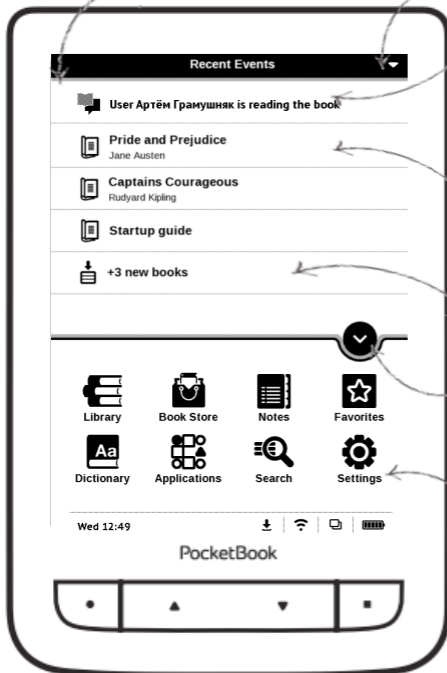 Recent Events
User Артём Грамушняк is reading the book
Pride and Prejudice
Jane Austen
Captains Courageous
Rudyard Kipling
Startup guide
+3 new books
Library Book Store Notes Favorites
Aa
Dictionary Applications Search Settings
Wed 12:49
PocketBook